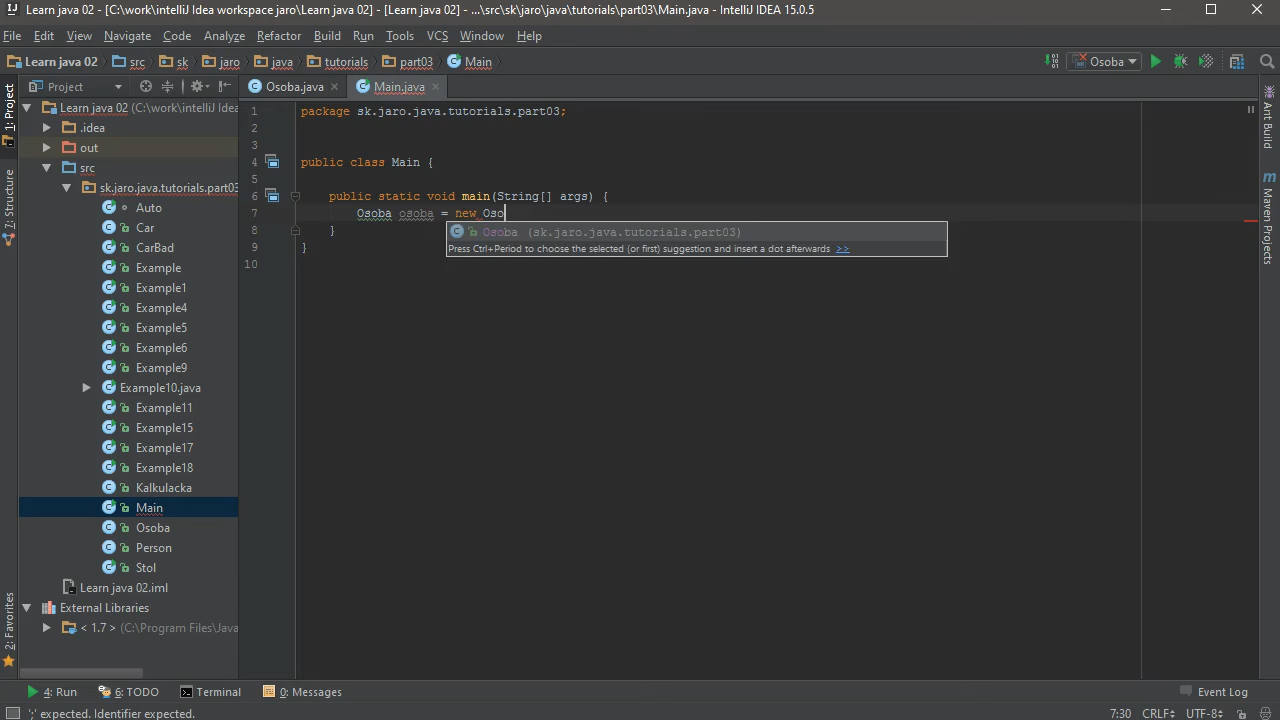 Learn java 02 - [C:\work\intelliJ Idea workspace jaro\Learn java 02] - [Learn java 02] - ...\src\sk\jaro\java\tutorials\part03\Main.java - IntelliJ IDEA 15.0.5
File Edit View Navigate Code Analyze Refactor Build Run Tools VCS Window Help
Learn java 02 src sk jaro java tutorials part03 Main Osoba
Project Osoba.java Main.java
1: Project
7: Structure
2: Favorites
Learn java 02 (C:\work\intelliJ Idea
.idea
out
src
sk.jaro.java.tutorials.part03
Auto
Car
CarBad
Example
Example1
Example4
Example5
Example6
Example9
Example10.java
Example11
Example15
Example17
Example18
Kalkulacka
Main
Osoba
Person
Stol
Learn java 02.iml
External Libraries
< 1.7 > (C:\Program Files\Java
1 package sk.jaro.java.tutorials.part03;
2
3
4 public class Main {
5
6 public static void main(String[] args) {
7 Osoba osoba = new Oso
8 }
9 }
10
Osoba (sk.jaro.java.tutorials.part03)
Press Ctrl+Period to choose the selected (or first) suggestion and insert a dot afterwards >>
Ant Build
Maven Projects
4: Run 6: TODO Terminal 0: Messages Event Log
';' expected. Identifier expected. 7:30 CRLF UTF-8